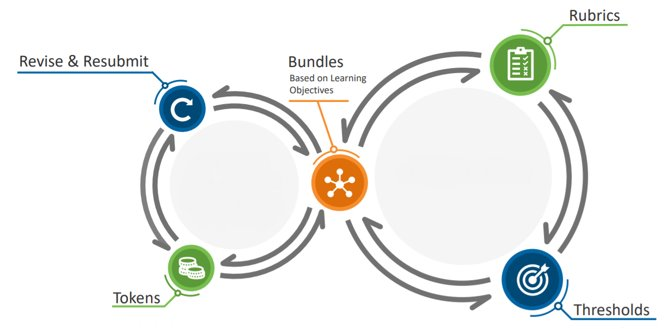 Rubrics
Revise & Resubmit
Bundles
Based on Learning
Objectives
Tokens
Thresholds